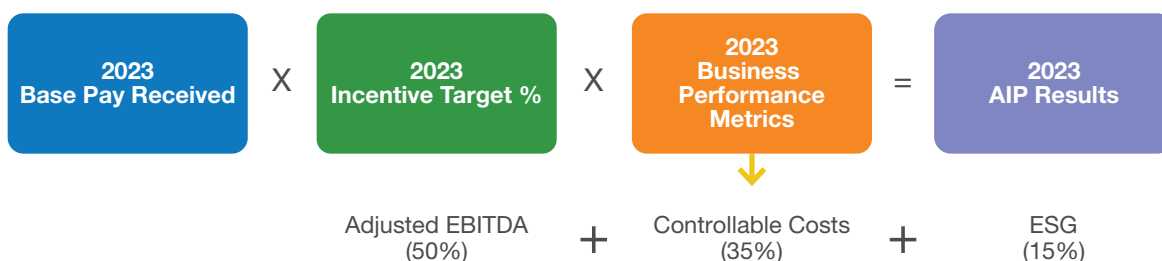 2023
Base Pay Received
X
2023
Incentive Target %
X
2023
Business
Performance
Metrics
=
2023
AIP Results
Adjusted EBITDA
(50%)
+
Controllable Costs
(35%)
+
ESG
(15%)